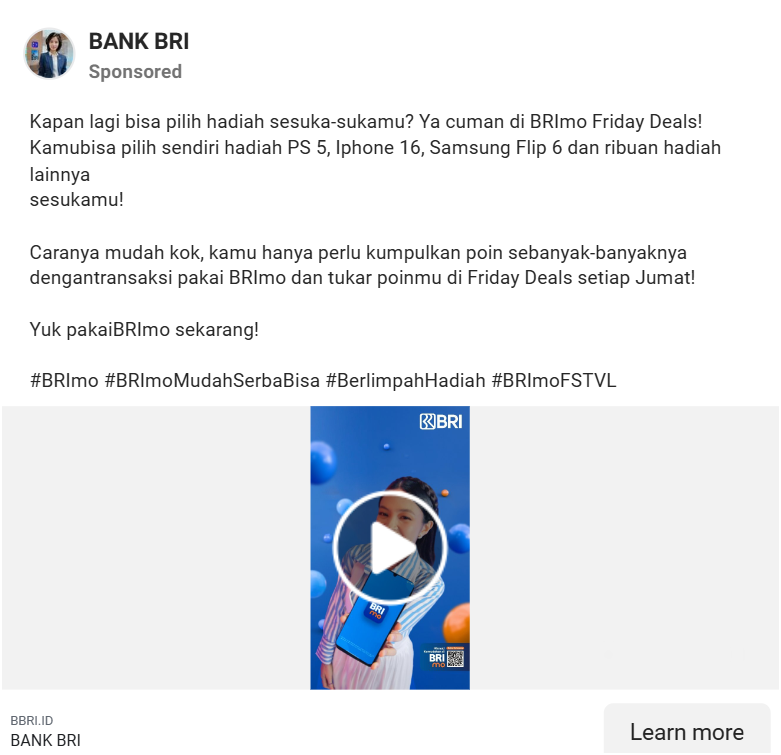 BANK BRI
Sponsored
Kapan lagi bisa pilih hadiah sesuka-sukamu? Ya cuman di BRImo Friday Deals!
Kamubisa pilih sendiri hadiah PS 5, Iphone 16, Samsung Flip 6 dan ribuan hadiah
lainnya
sesukamu!
Caranya mudah kok, kamu hanya perlu kumpulkan poin sebanyak-banyaknya
dengantransaksi pakai BRImo dan tukar poinmu di Friday Deals setiap Jumat!
Yuk pakaiBRImo sekarang!
#BRImo #BRImoMudahSerbaBisa #BerlimpahHadiah #BRImoFSTVL
BRI
BRI
mo
BRI
mo
BBRI.ID
BANK BRI
Learn more